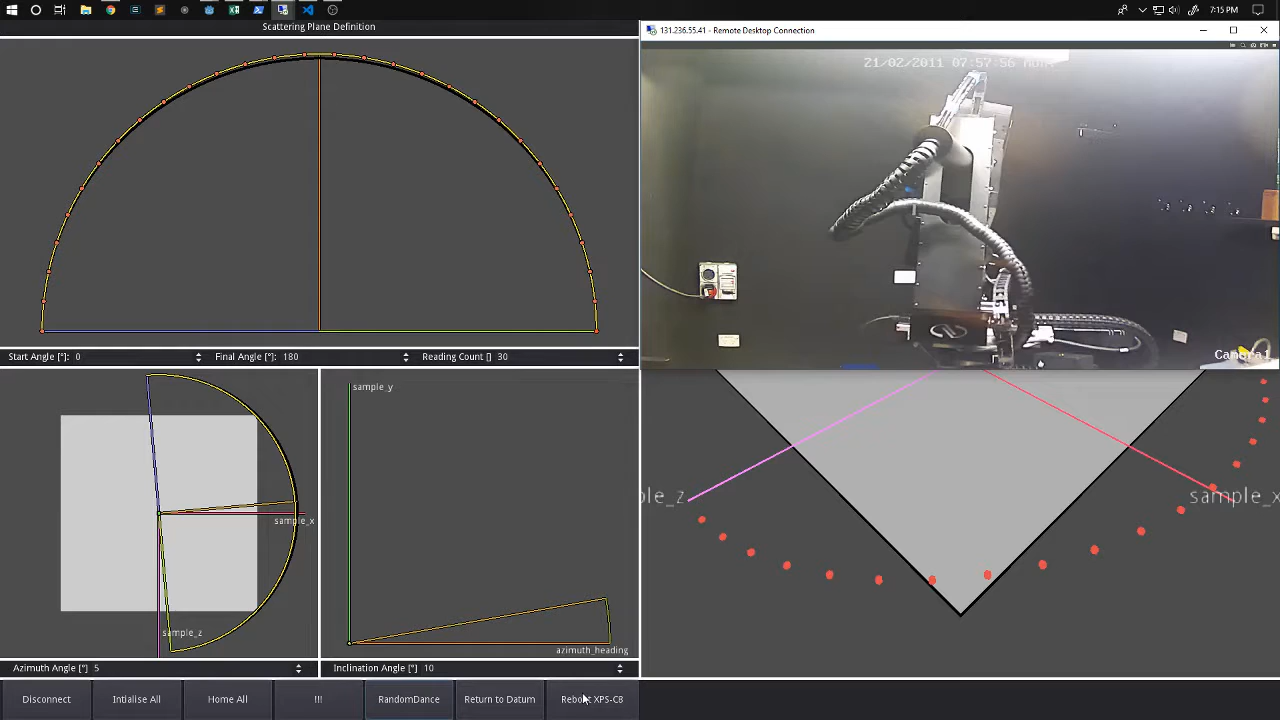 7:15 PM
Scattering Plane Definition
131.236.55.41 - Remote Desktop Connection
21/02/2011 07:57:56
Camera1
Start Angle [°]: 0
Final Angle [°]: 180
Reading Count [] 30
sample_y
sample_x
sample_z
azimuth_heading
ple_z
sample_x
Azimuth Angle [°] 5
Inclination Angle [°] 10
Disconnect
Intialise All
Home All
!!!
RandomDance
Return to Datum
Reboot XPS-C8